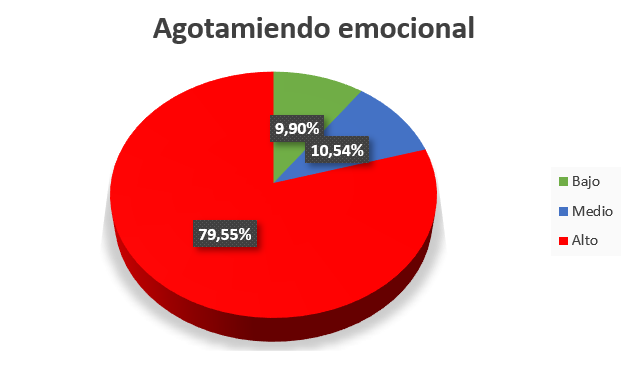 Agotamiendo emocional
9,90%
10,54%
79,55%
Bajo
Medio
Alto